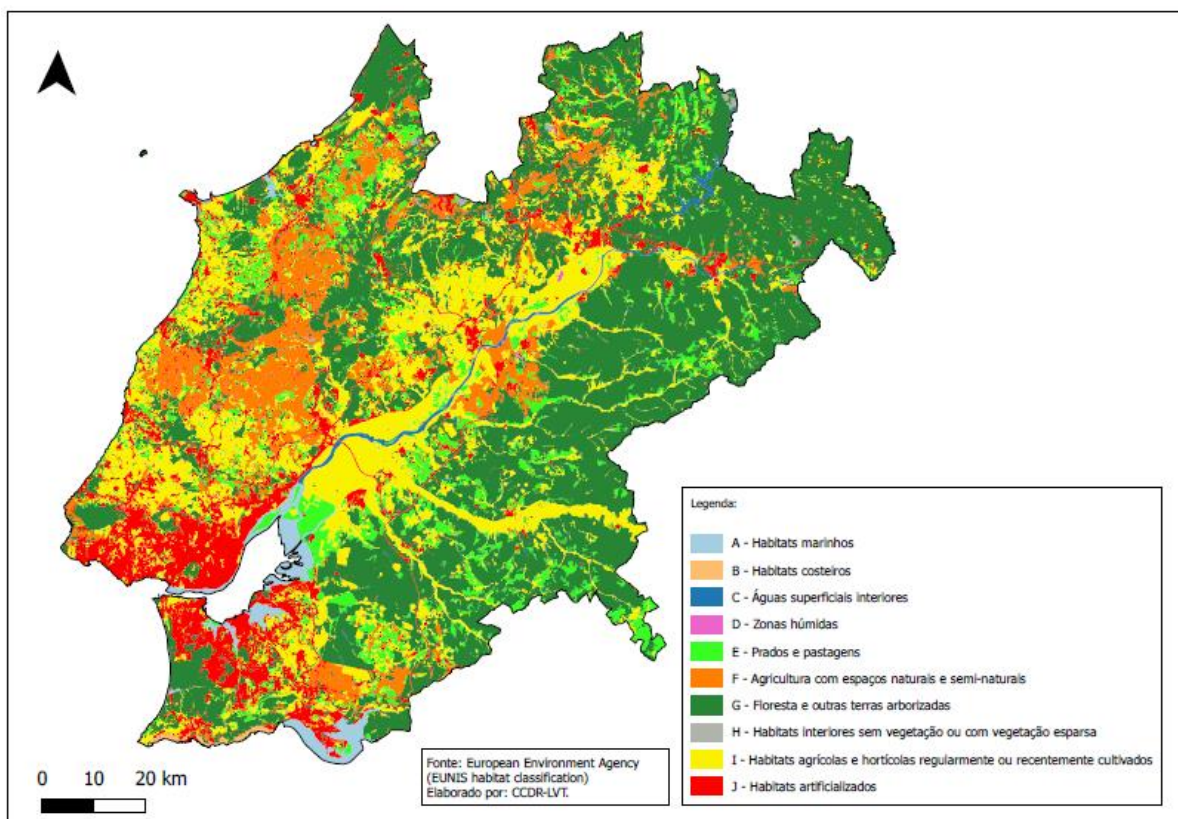 Legenda:
A - Habitats marinhos
B - Habitats costeiros
C - Águas superficiais interiores
D - Zonas húmidas
E - Prados e pastagens
F - Agricultura com espaços naturais e semi-naturais
G - Floresta e outras terras arborizadas
H - Habitats interiores sem vegetação ou com vegetação esparsa
I - Habitats agrícolas e hortícolas regularmente ou recentemente cultivados
J - Habitats artificializados
Fonte: European Environment Agency
(EUNIS habitat classification)
Elaborado por: CCDR-LVT.
0 10 20 km